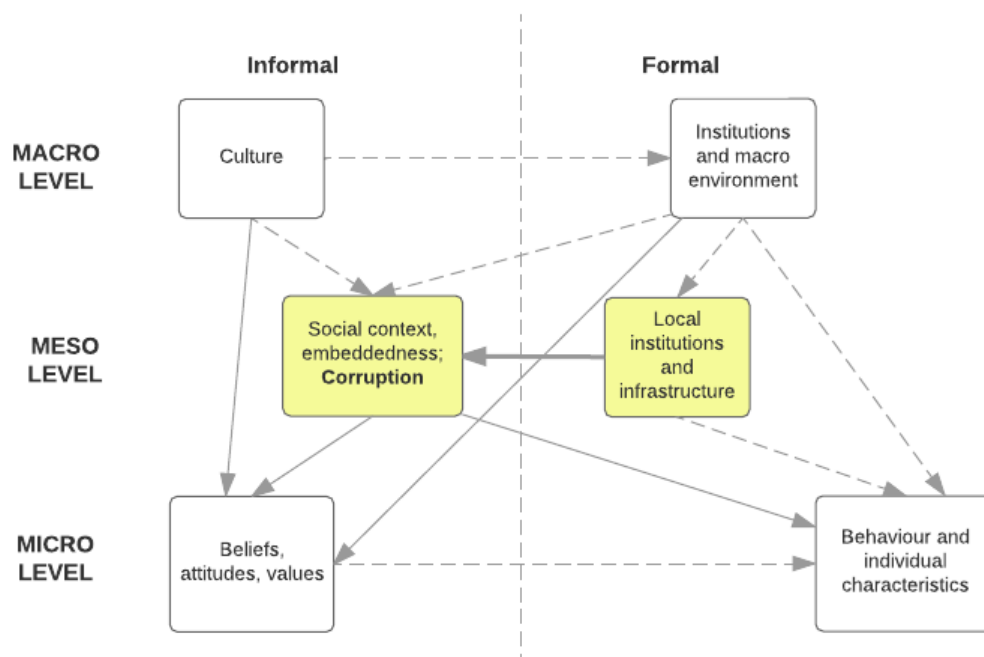 Informal
Formal
MACRO
LEVEL
Culture
Institutions
and macro
environment
MESO
LEVEL
Social context,
embeddedness;
Corruption
Local
institutions
and
infrastructure
MICRO
LEVEL
Beliefs,
attitudes, values
Behaviour and
individual
characteristics